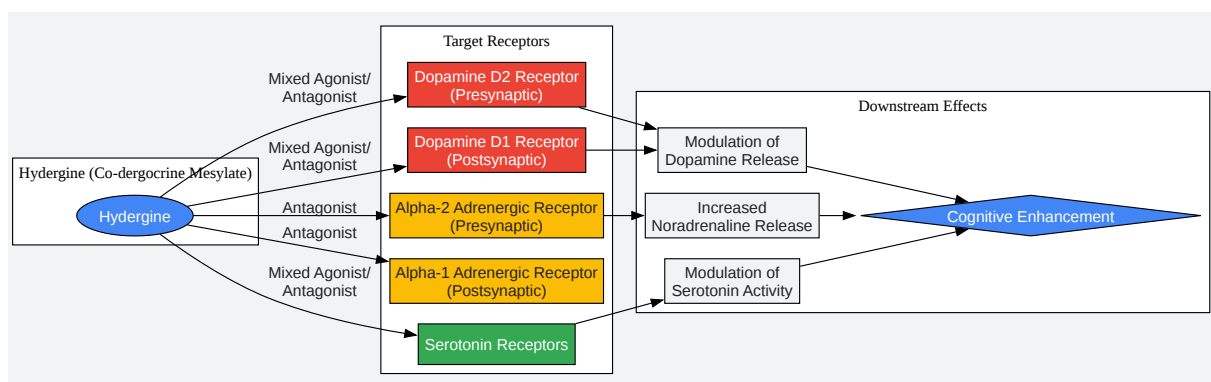 Hydergine (Co-dergocrine Mesylate)
Hydergine
Mixed Agonist/
Antagonist
Mixed Agonist/
Antagonist
Antagonist
Antagonist
Mixed Agonist/
Antagonist
Target Receptors
Dopamine D2 Receptor
(Presynaptic)
Dopamine D1 Receptor
(Postsynaptic)
Alpha-2 Adrenergic Receptor
(Presynaptic)
Alpha-1 Adrenergic Receptor
(Postsynaptic)
Serotonin Receptors
Downstream Effects
Modulation of
Dopamine Release
Increased
Noradrenaline Release
Modulation of
Serotonin Activity
Cognitive Enhancement